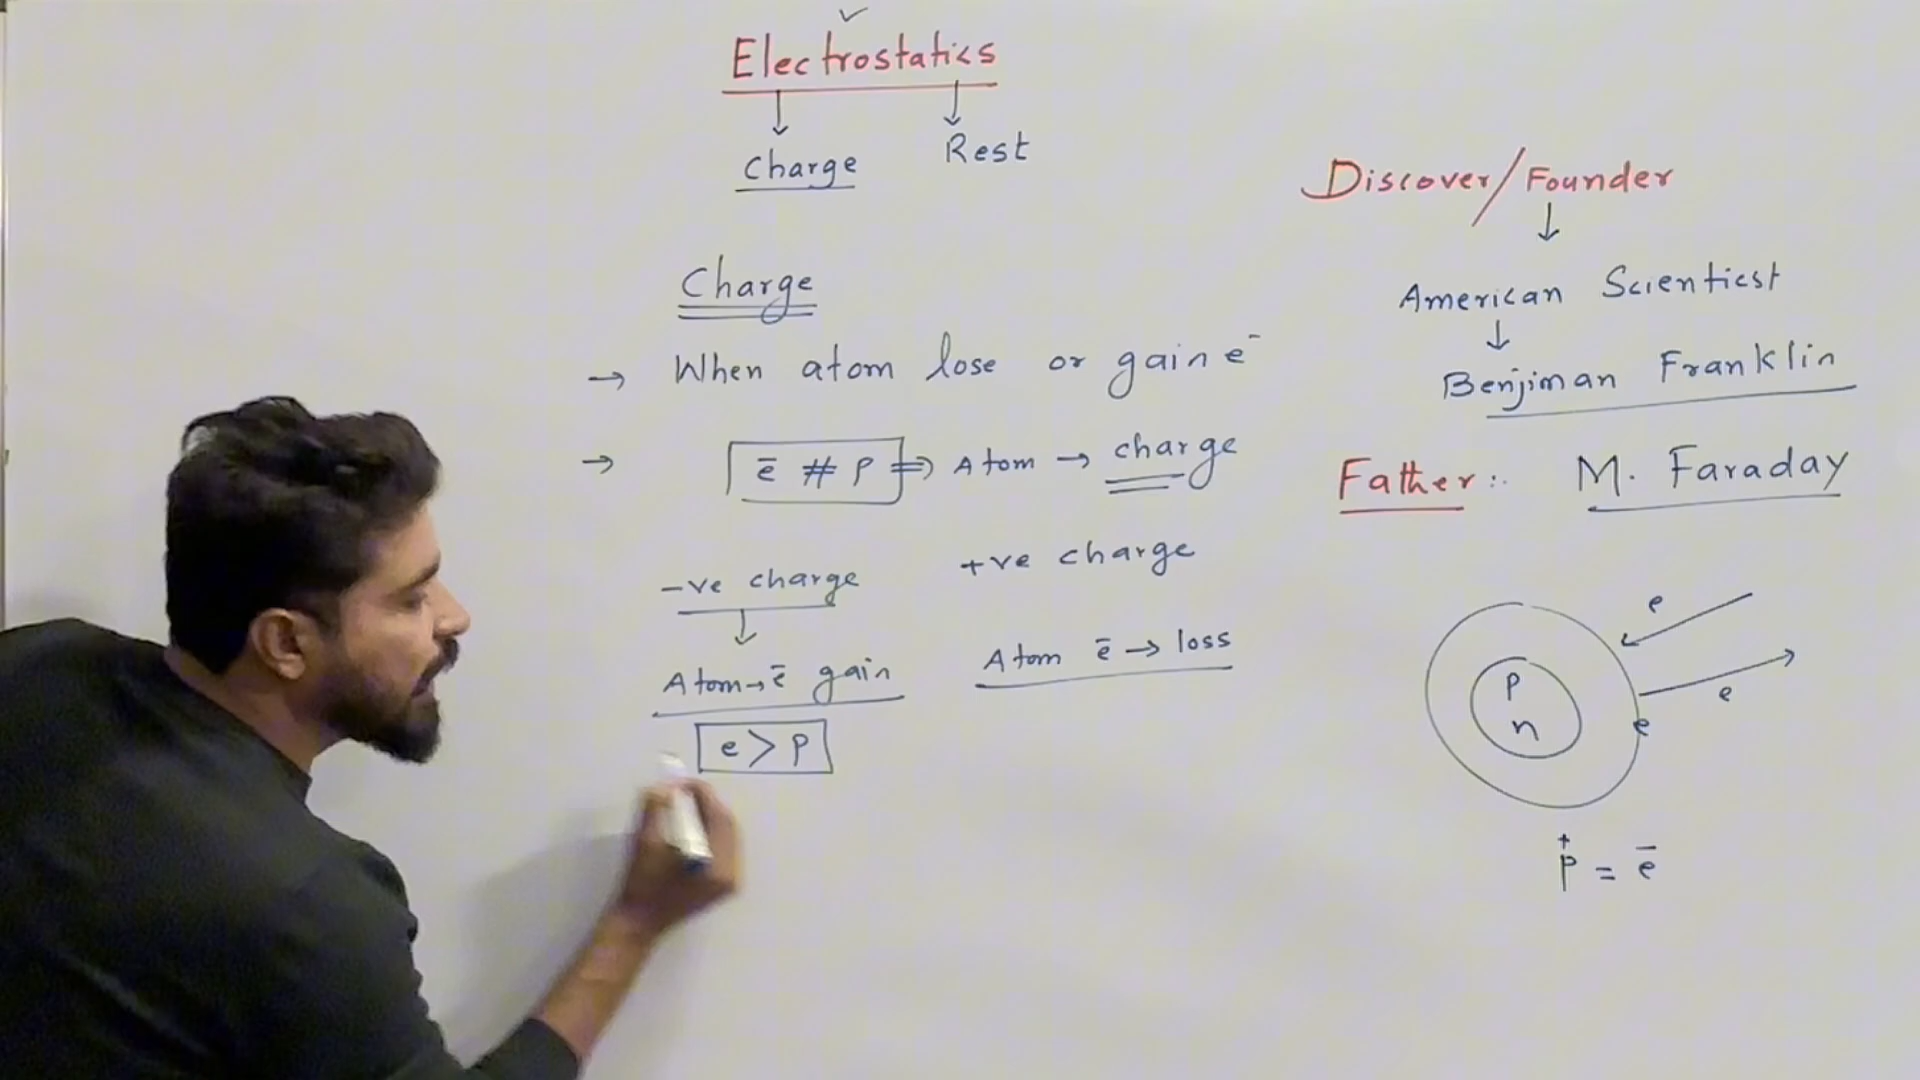 Electrostatics
Charge Rest
Charge
→ When atom lose or gain e⁻
→ e̅ # P ⇒ Atom → charge
-ve charge +ve charge
Atom→e̅ gain Atom e̅ → loss
e > P
Discover/Founder
American Scienticst
Benjiman Franklin
Father:. M. Faraday
e
P
e
n
e
P⁺ = e̅